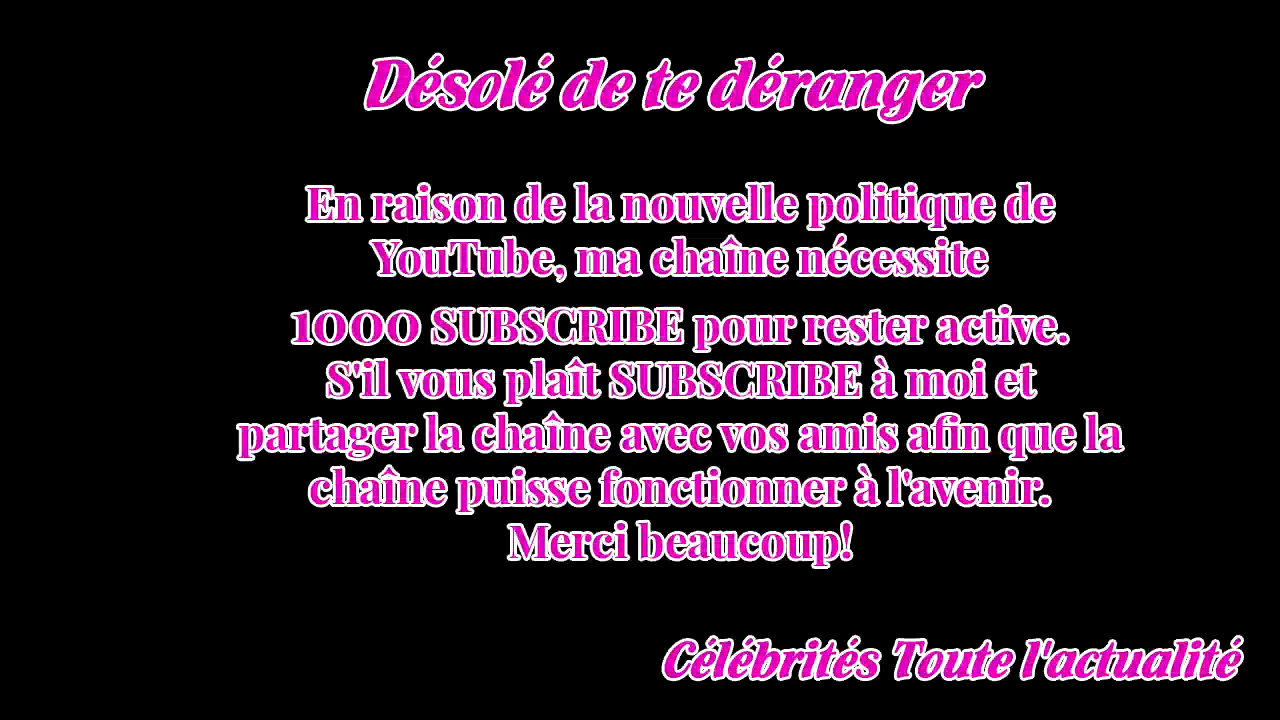 Désolé de te déranger
En raison de la nouvelle politique de
YouTube, ma chaîne nécessite
1000 SUBSCRIBE pour rester active.
S'il vous plaît SUBSCRIBE à moi et
partager la chaîne avec vos amis afin que la
chaîne puisse fonctionner à l'avenir.
Merci beaucoup!
Célébrités Toute l'actualité